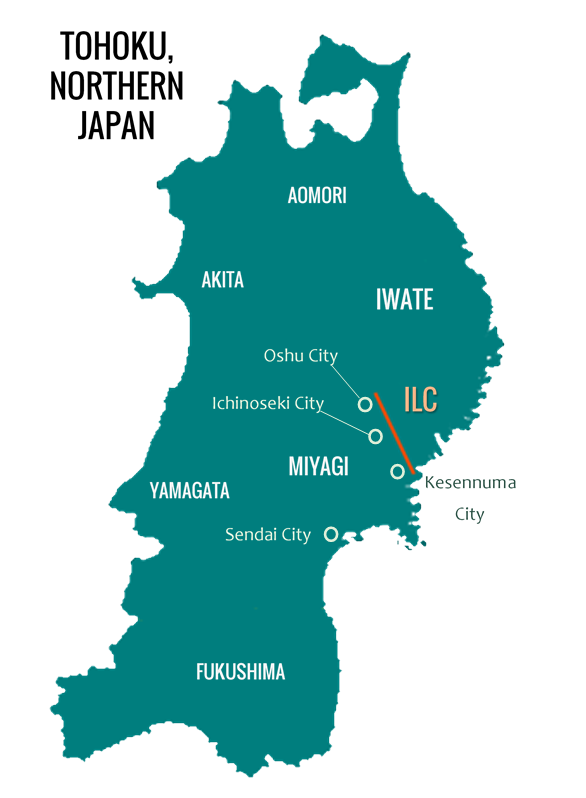 TOHOKU,
NORTHERN
JAPAN
AOMORI
AKITA
IWATE
Oshu City
ILC
Ichinoseki City
MIYAGI
Kesennuma
City
YAMAGATA
Sendai City
FUKUSHIMA